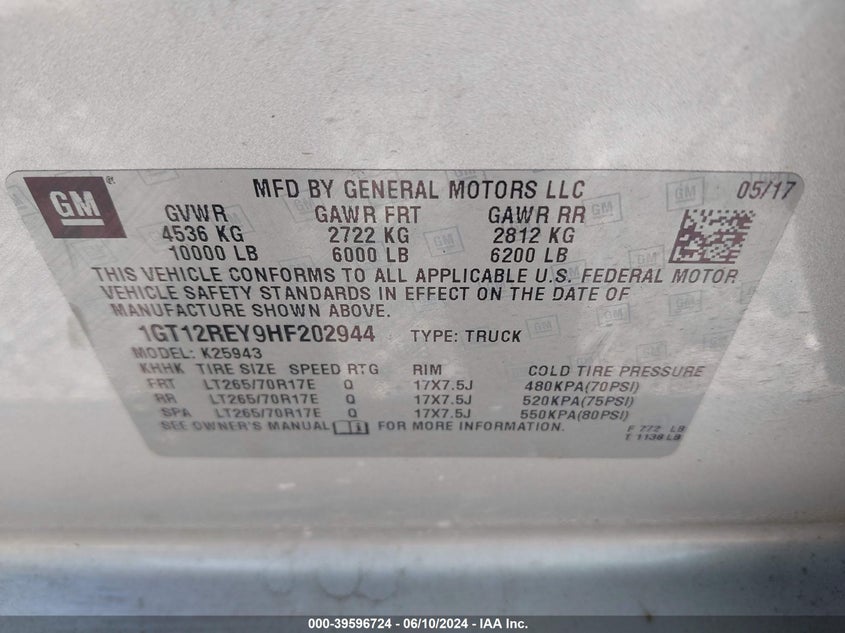 GM
MFD BY GENERAL MOTORS LLC 05/17
GVWR GAWR FRT GAWR RR
4536 KG 2722 KG 2812 KG
10000 LB 6000 LB 6200 LB
THIS VEHICLE CONFORMS TO ALL APPLICABLE U.S. FEDERAL MOTOR
VEHICLE SAFETY STANDARDS IN EFFECT ON THE DATE OF
MANUFACTURE SHOWN ABOVE.
1GT12REY9HF202944 TYPE: TRUCK
MODEL: K25943
KHHK TIRE SIZE SPEED RTG RIM COLD TIRE PRESSURE
FRT LT265/70R17E Q 17X7.5J 480KPA(70PSI)
RR LT265/70R17E Q 17X7.5J 520KPA(75PSI)
SPA LT265/70R17E Q 17X7.5J 550KPA(80PSI)
SEE OWNER'S MANUAL FOR MORE INFORMATION.
F 772 LB
T 1138 LB
000-39596724 - 06/10/2024 - IAA Inc.